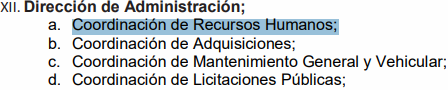 XII. Dirección de Administración;
a. Coordinación de Recursos Humanos;
b. Coordinación de Adquisiciones;
c. Coordinación de Mantenimiento General y Vehicular;
d. Coordinación de Licitaciones Públicas;